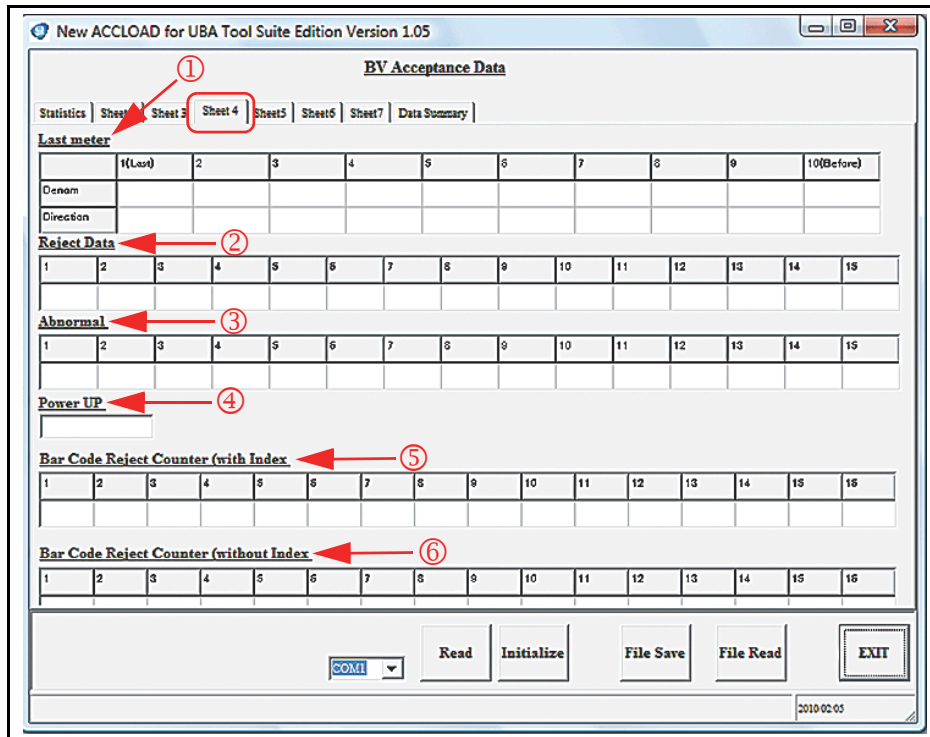 New ACCLOAD for UBA Tool Suite Edition Version 1.05
①
BV Acceptance Data
Statistics Sheet Sheet 3 Sheet 4 Sheet5 Sheet6 Sheet7 Data Summary
Last meter
1(Last) 2 3 4 5 6 7 8 9 10(Before)
Denom
Direction
Reject Data ②
1 2 3 4 5 6 7 8 9 10 11 12 13 14 15
Abnormal ③
1 2 3 4 5 6 7 8 9 10 11 12 13 14 15
Power UP ④
Bar Code Reject Counter (with Index ⑤
1 2 3 4 5 6 7 8 9 10 11 12 13 14 15 16
Bar Code Reject Counter (without Index ⑥
1 2 3 4 5 6 7 8 9 10 11 12 13 14 15 16
COM1 Read Initialize File Save File Read EXIT
2010/02/05